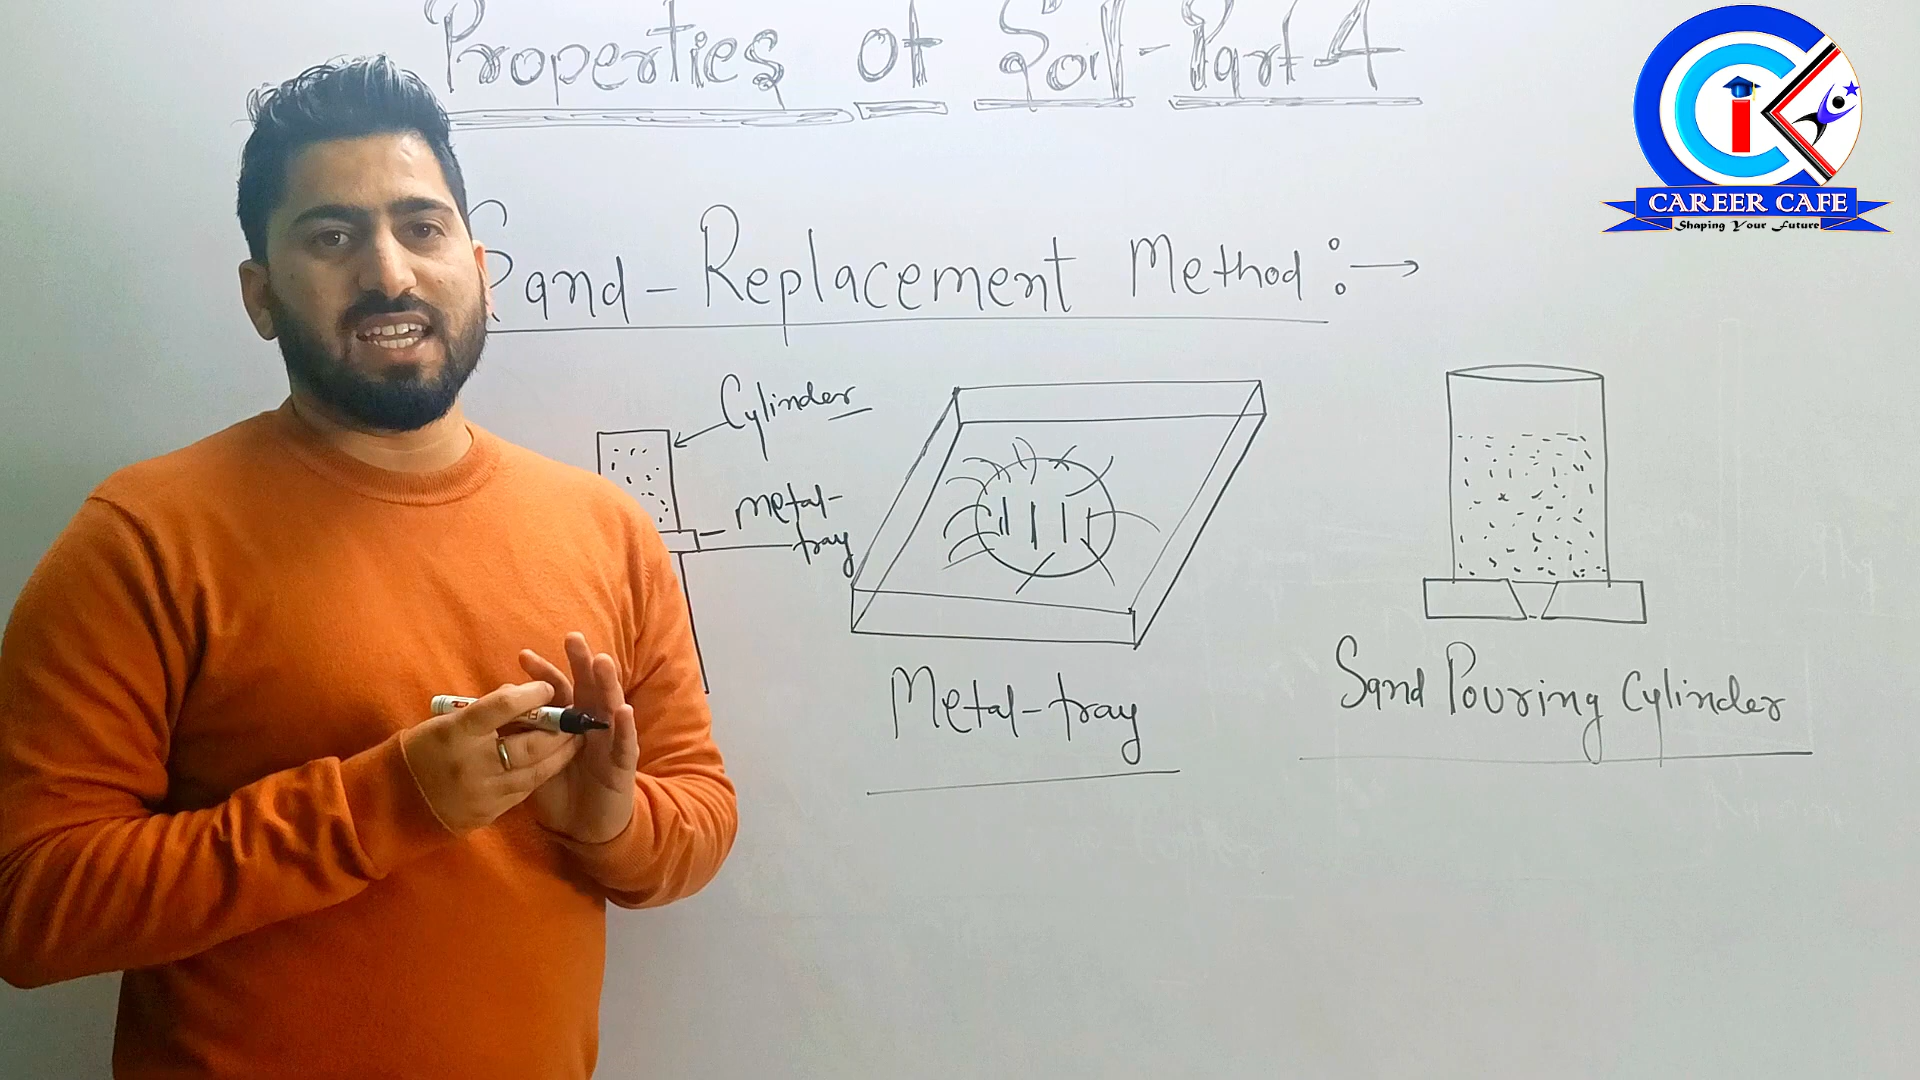 Properties of Soil - Part 4
CAREER CAFE
Shaping Your Future
Sand - Replacement Method :→
Cylinder
Metal-
tray
Metal-tray
Sand Pouring Cylinder